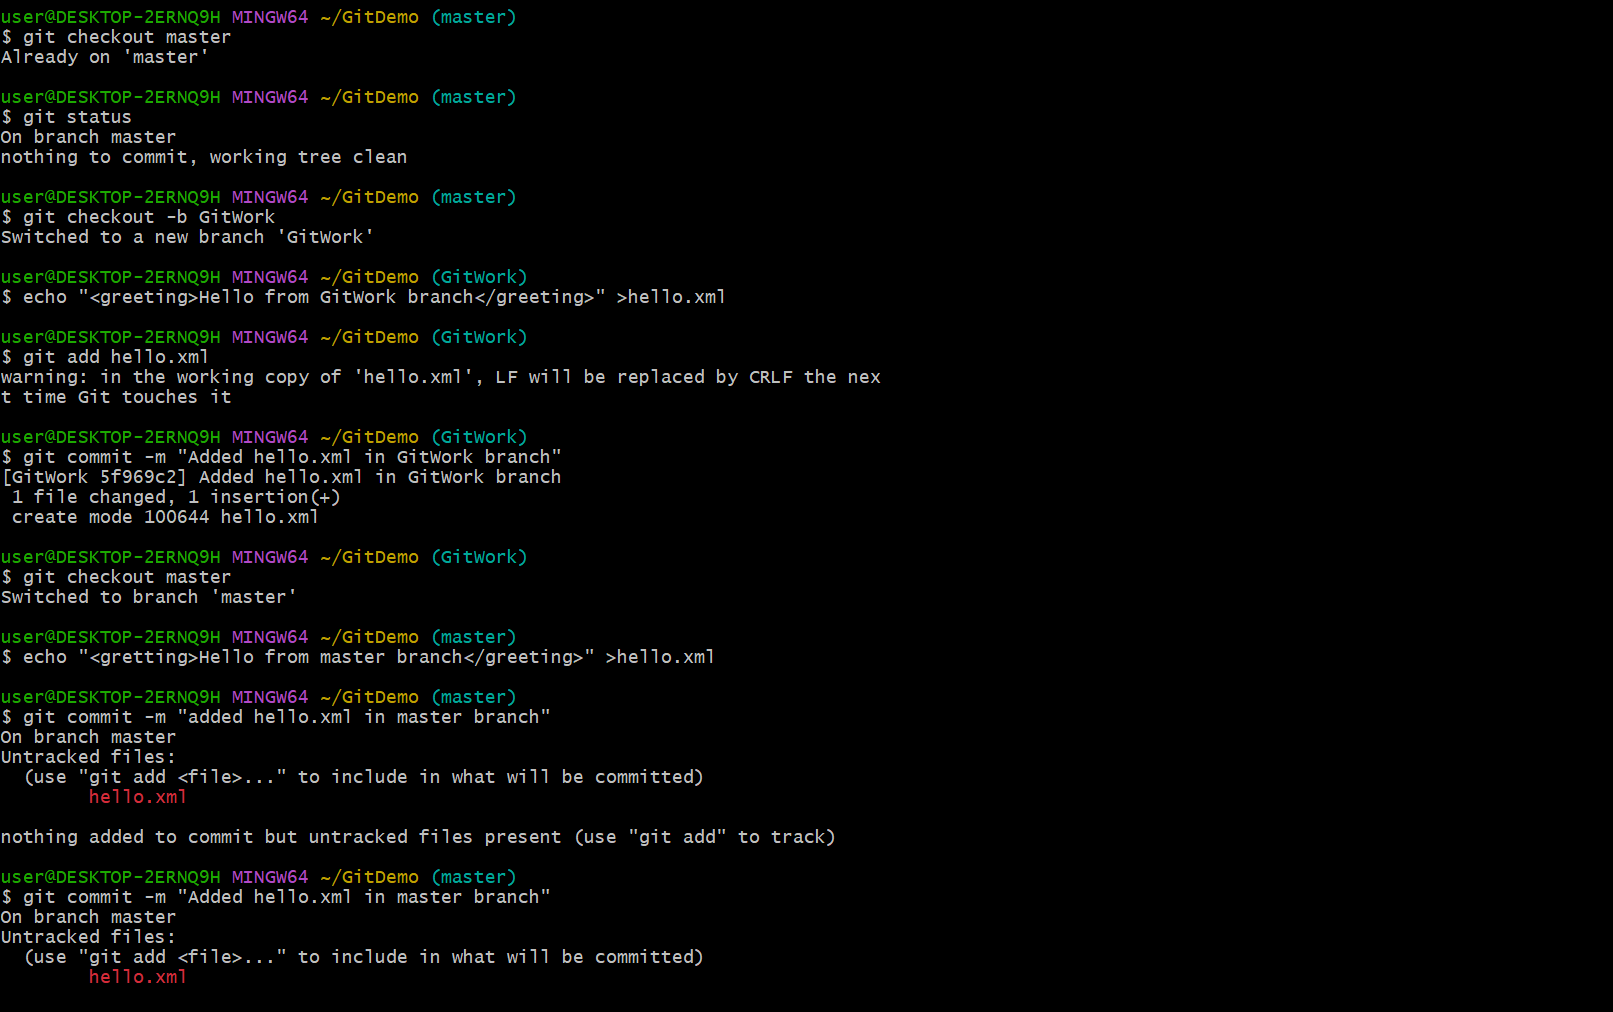 user@DESKTOP-2ERNQ9H MINGW64 ~/GitDemo (master)
$ git checkout master
Already on 'master'

user@DESKTOP-2ERNQ9H MINGW64 ~/GitDemo (master)
$ git status
On branch master
nothing to commit, working tree clean

user@DESKTOP-2ERNQ9H MINGW64 ~/GitDemo (master)
$ git checkout -b GitWork
Switched to a new branch 'GitWork'

user@DESKTOP-2ERNQ9H MINGW64 ~/GitDemo (GitWork)
$ echo "<greeting>Hello from GitWork branch</greeting>" >hello.xml

user@DESKTOP-2ERNQ9H MINGW64 ~/GitDemo (GitWork)
$ git add hello.xml
warning: in the working copy of 'hello.xml', LF will be replaced by CRLF the nex
t time Git touches it

user@DESKTOP-2ERNQ9H MINGW64 ~/GitDemo (GitWork)
$ git commit -m "Added hello.xml in GitWork branch"
[GitWork 5f969c2] Added hello.xml in GitWork branch
 1 file changed, 1 insertion(+)
 create mode 100644 hello.xml

user@DESKTOP-2ERNQ9H MINGW64 ~/GitDemo (GitWork)
$ git checkout master
Switched to branch 'master'

user@DESKTOP-2ERNQ9H MINGW64 ~/GitDemo (master)
$ echo "<gretting>Hello from master branch</greeting>" >hello.xml

user@DESKTOP-2ERNQ9H MINGW64 ~/GitDemo (master)
$ git commit -m "added hello.xml in master branch"
On branch master
Untracked files:
  (use "git add <file>..." to include in what will be committed)
        hello.xml

nothing added to commit but untracked files present (use "git add" to track)

user@DESKTOP-2ERNQ9H MINGW64 ~/GitDemo (master)
$ git commit -m "Added hello.xml in master branch"
On branch master
Untracked files:
  (use "git add <file>..." to include in what will be committed)
        hello.xml